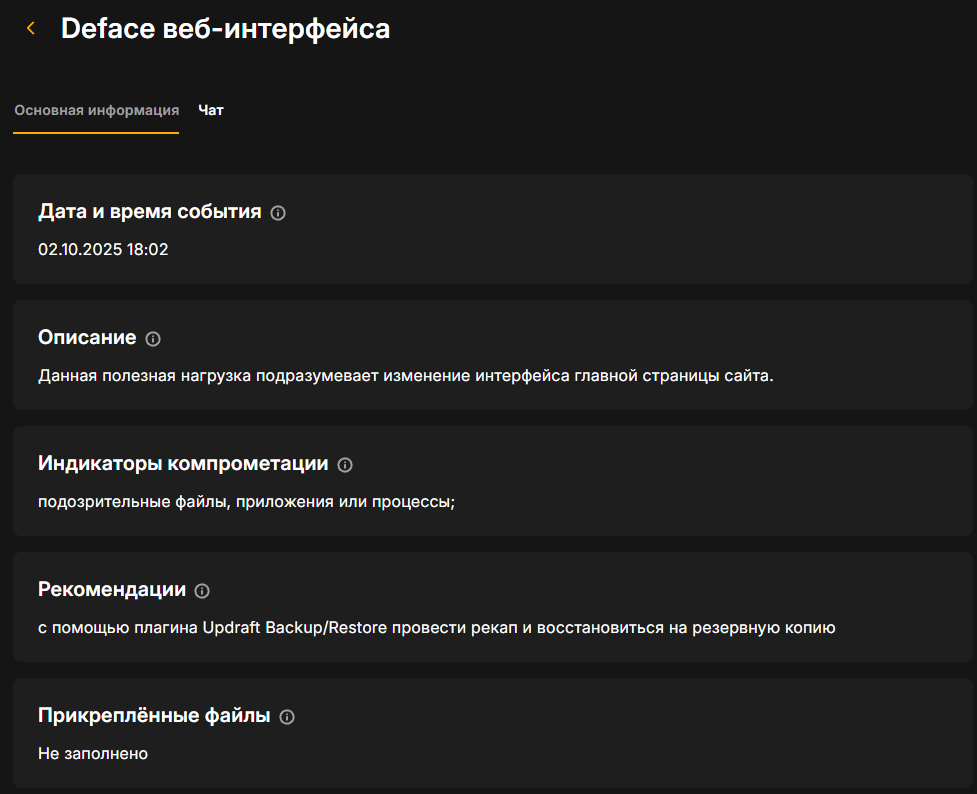 Deface веб-интерфейса
Основная информация Чат
Дата и время события
02.10.2025 18:02
Описание
Данная полезная нагрузка подразумевает изменение интерфейса главной страницы сайта.
Индикаторы компрометации
подозрительные файлы, приложения или процессы;
Рекомендации
с помощью плагина Updraft Backup/Restore провести рекап и восстановиться на резервную копию
Прикреплённые файлы
Не заполнено